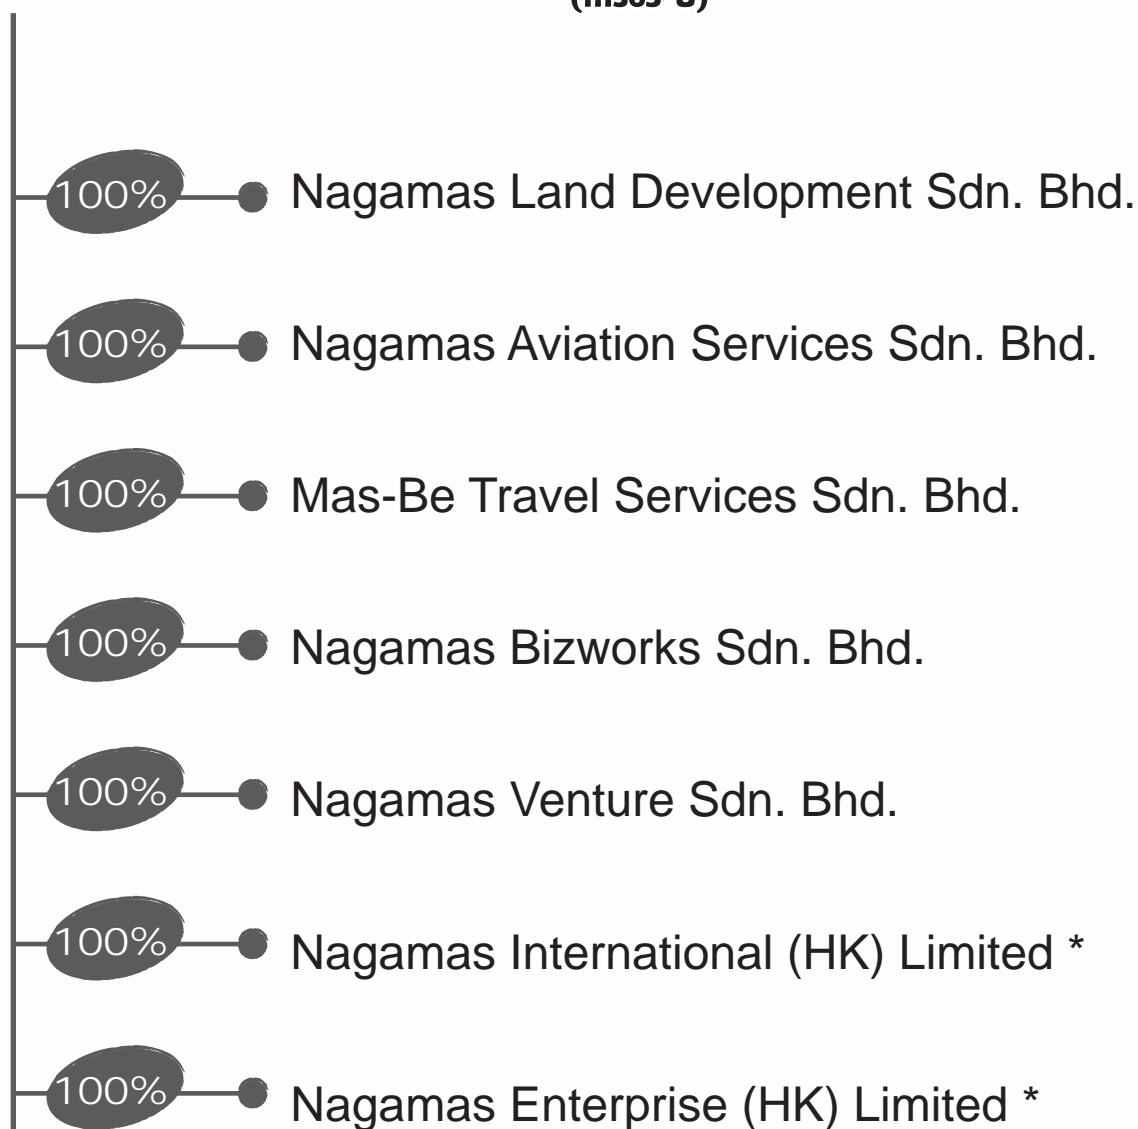 100% Nagamas Land Development Sdn. Bhd.
100% Nagamas Aviation Services Sdn. Bhd.
100% Mas-Be Travel Services Sdn. Bhd.
100% Nagamas Bizworks Sdn. Bhd.
100% Nagamas Venture Sdn. Bhd.
100% Nagamas International (HK) Limited *
100% Nagamas Enterprise (HK) Limited *